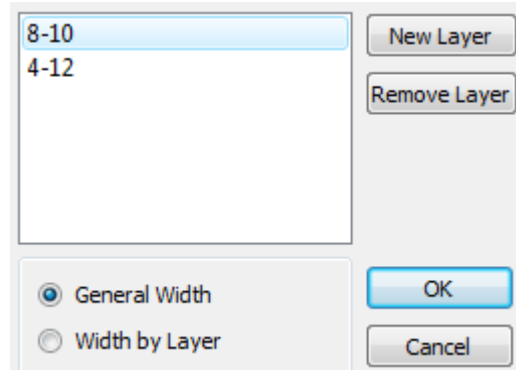 8-10
4-12
New Layer
Remove Layer
General Width
Width by Layer
OK
Cancel